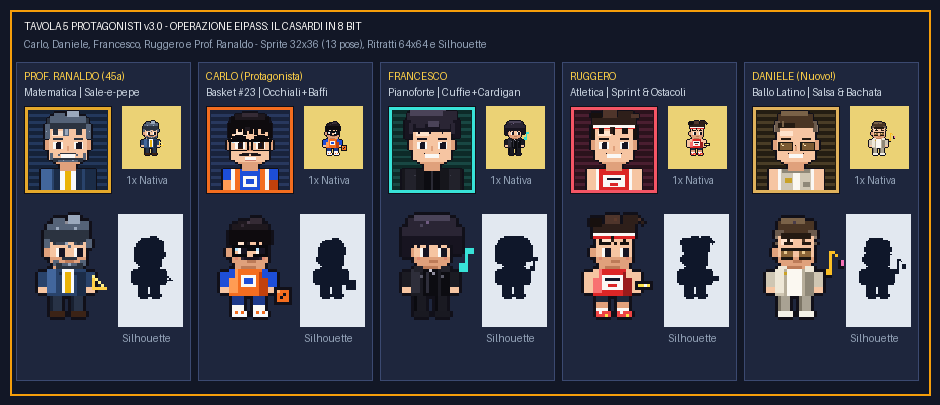 TAVOLA 5 PROTAGONISTI v3.0 - OPERAZIONE EIPASS: IL CASARDI IN 8 BIT
Carlo, Daniele, Francesco, Ruggero e Prof. Ranaldo - Sprite 32x36 (13 pose), Ritratti 64x64 e Silhouette
PROF. RANALDO (45a)
Matematica | Sale-e-pepe
1x Nativa
Silhouette
CARLO (Protagonista)
Basket #23 | Occhiali+Baffi
1x Nativa
Silhouette
FRANCESCO
Pianoforte | Cuffie+Cardigan
1x Nativa
Silhouette
RUGGERO
Atletica | Sprint & Ostacoli
1x Nativa
Silhouette
DANIELE (Nuovo!)
Ballo Latino | Salsa & Bachata
1x Nativa
Silhouette